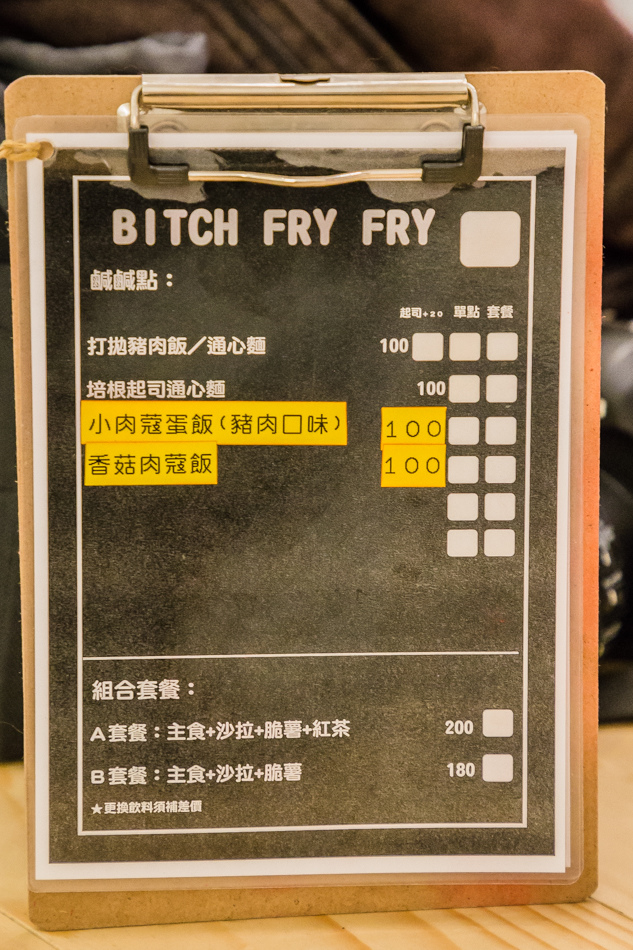 BITCH FRY FRY
鹹鹹點：
起司+20 單點 套餐
打拋豬肉飯／通心麵 100
培根起司通心麵 100
小肉蔻蛋飯(豬肉口味) 100
香菇肉蔻飯 100
組合套餐：
A套餐：主食+沙拉+脆薯+紅茶 200
B套餐：主食+沙拉+脆薯 180
★更換飲料須補差價